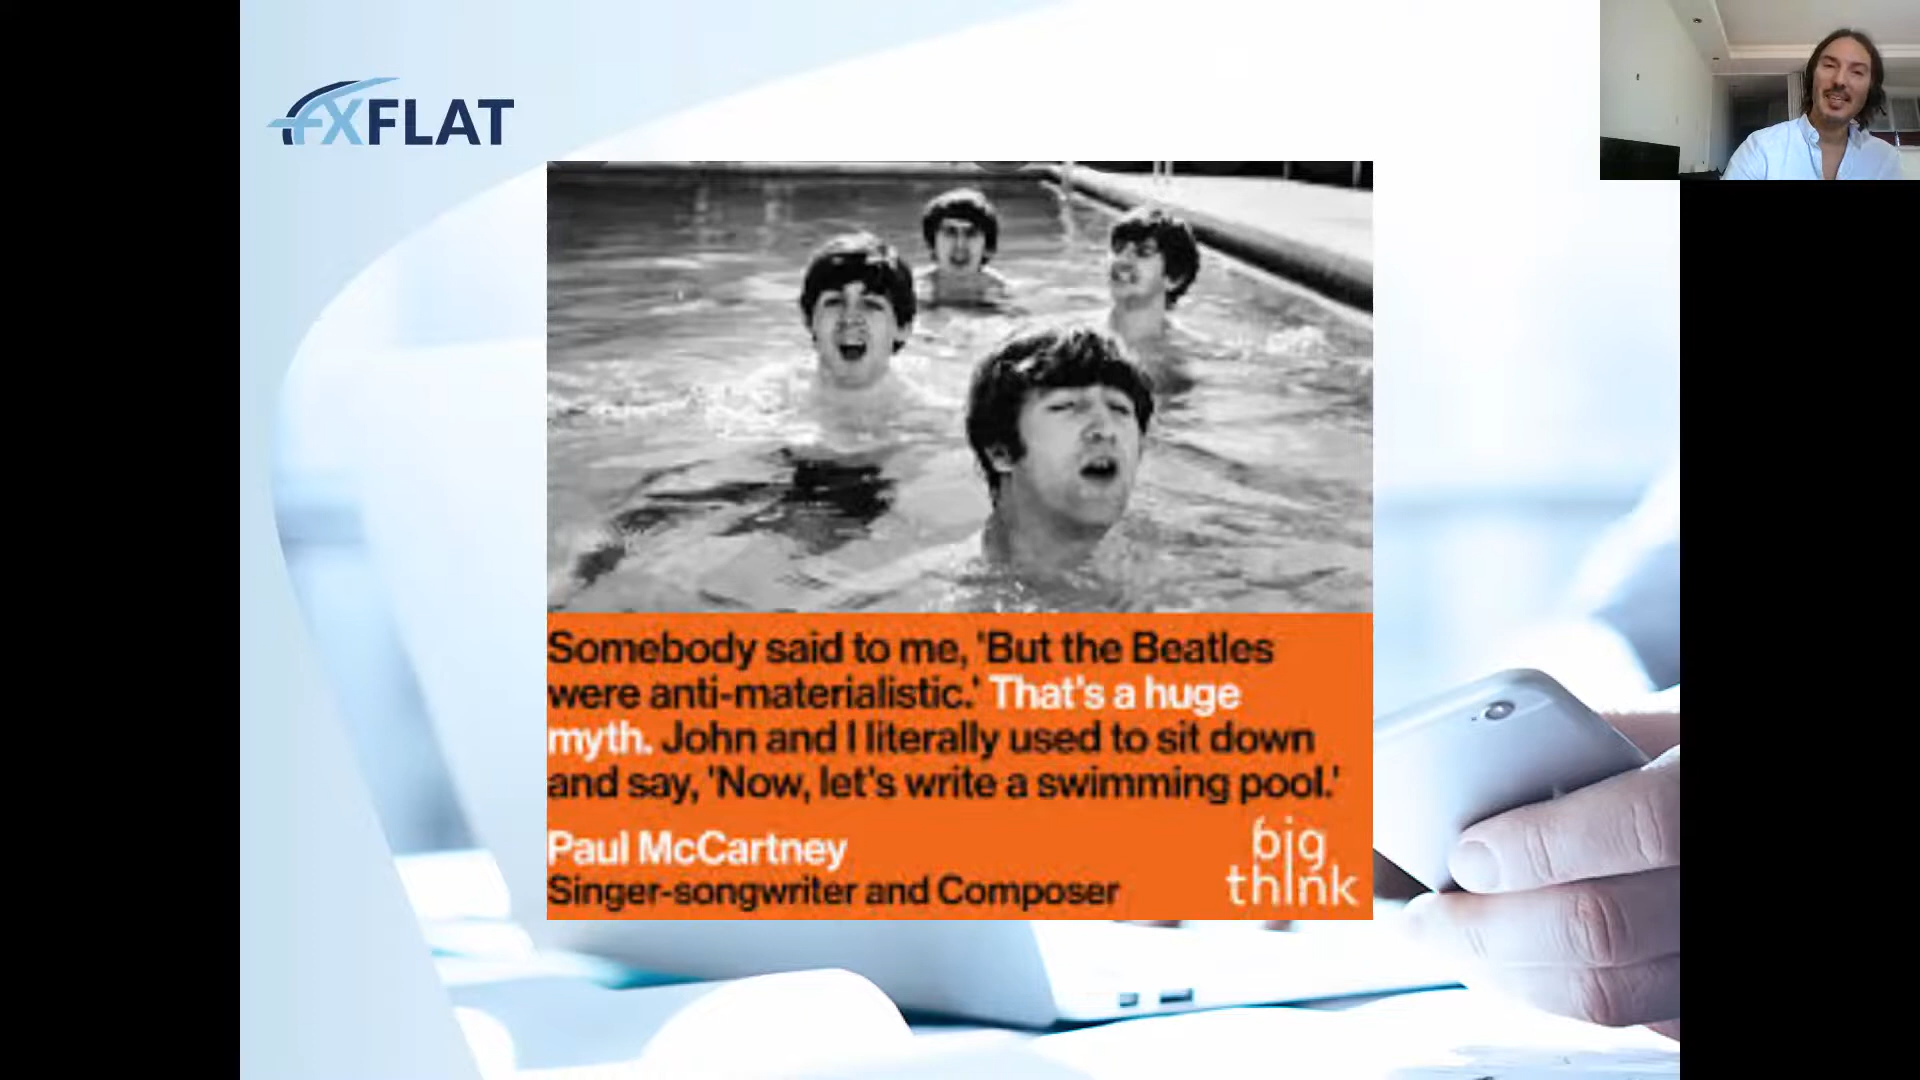 FXFLAT
Somebody said to me, 'But the Beatles
were anti-materialistic.' That's a huge
myth. John and I literally used to sit down
and say, 'Now, let's write a swimming pool.'
Paul McCartney
Singer-songwriter and Composer
big
think